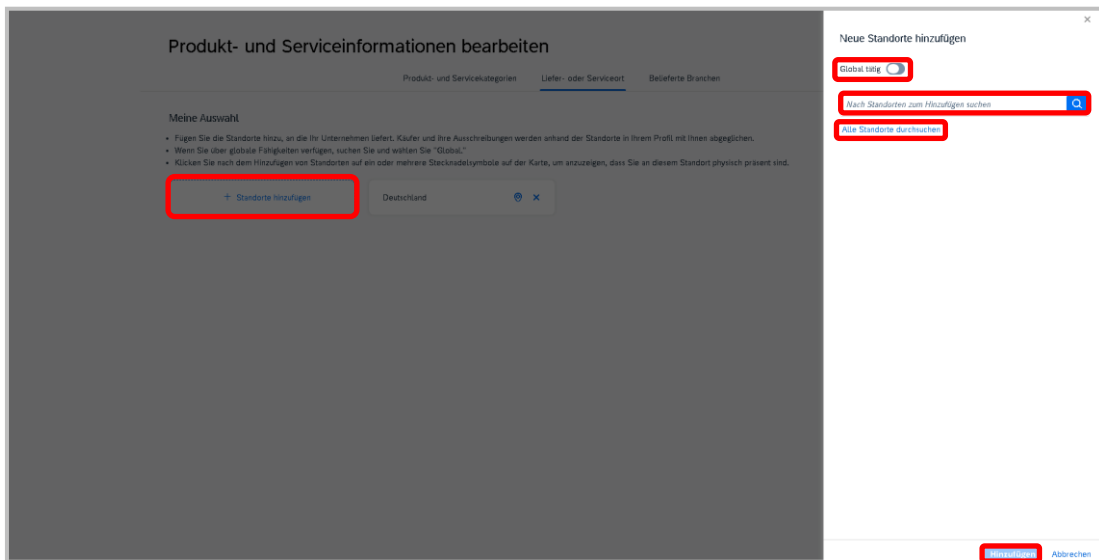 Produkt- und Serviceinformationen bearbeiten
Produkt- und Servicekategorien Liefer- oder Serviceort Belieferte Branchen
Meine Auswahl
• Fügen Sie die Standorte hinzu, an die Ihr Unternehmen liefert. Käufer und ihre Ausschreibungen werden anhand der Standorte in Ihrem Profil mit Ihnen abgeglichen.
• Wenn Sie über globale Fähigkeiten verfügen, suchen Sie und wählen Sie "Global."
• Klicken Sie nach dem Hinzufügen von Standorten auf ein oder mehrere Stecknadelsymbole auf der Karte, um anzuzeigen, dass Sie an diesem Standort physisch präsent sind.
+ Standorte hinzufügen
Deutschland
Neue Standorte hinzufügen
Global tätig
Nach Standorten zum Hinzufügen suchen
Alle Standorte durchsuchen
Hinzufügen Abbrechen